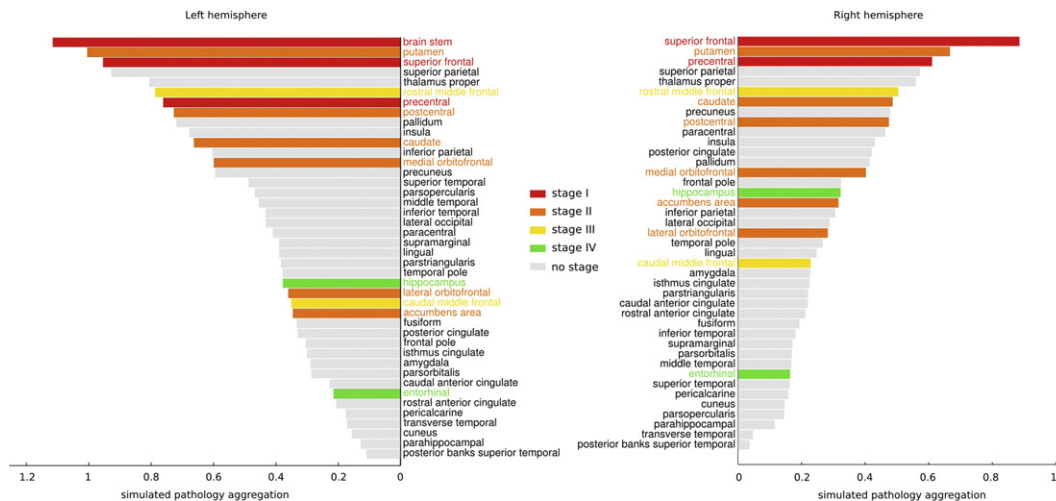 Left hemisphere
brain stem
putamen
superior frontal
superior parietal
thalamus proper
rostral middle frontal
precentral
postcentral
pallidum
insula
caudate
inferior parietal
medial orbitofrontal
precuneus
superior temporal
parsopercularis
middle temporal
inferior temporal
lateral occipital
paracentral
supramarginal
lingual
parstriangularis
temporal pole
hippocampus
lateral orbitofrontal
caudal middle frontal
accumbens area
fusiform
posterior cingulate
frontal pole
isthmus cingulate
amygdala
parsorbitalis
caudal anterior cingulate
entorhinal
rostral anterior cingulate
pericalcarine
transverse temporal
cuneus
parahippocampal
posterior banks superior temporal
1.2 1 0.8 0.6 0.4 0.2 0
simulated pathology aggregation
stage I
stage II
stage III
stage IV
no stage
Right hemisphere
superior frontal
putamen
precentral
superior parietal
thalamus proper
rostral middle frontal
caudate
precuneus
postcentral
paracentral
insula
posterior cingulate
pallidum
medial orbitofrontal
frontal pole
hippocampus
accumbens area
inferior parietal
lateral occipital
lateral orbitofrontal
temporal pole
lingual
caudal middle frontal
amygdala
isthmus cingulate
parstriangularis
caudal anterior cingulate
rostral anterior cingulate
fusiform
inferior temporal
supramarginal
parsorbitalis
middle temporal
entorhinal
superior temporal
pericalcarine
cuneus
parsopercularis
parahippocampal
transverse temporal
posterior banks superior temporal
0 0.2 0.4 0.6 0.8 1
simulated pathology aggregation